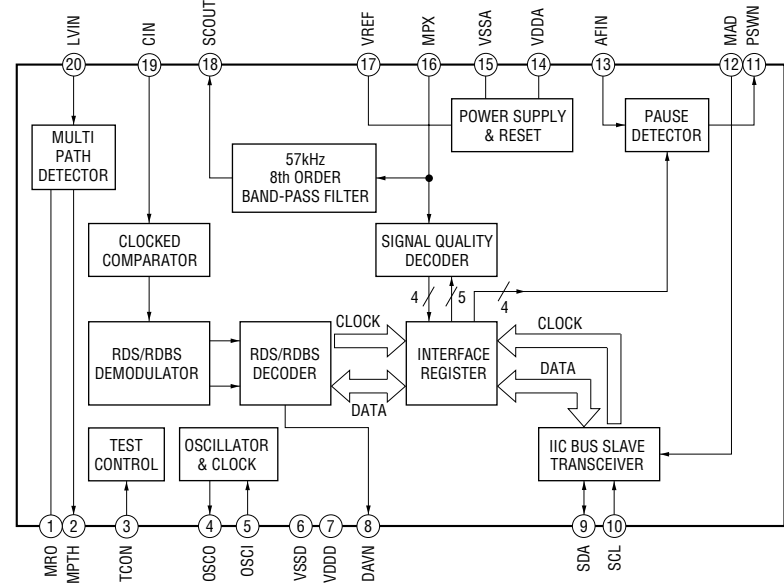 LVIN
CIN
SCOUT
VREF
MPX
VSSA
VDDA
AFIN
MAD
PSWN
20
19
18
17
16
15
14
13
12
11
MULTI
PATH
DETECTOR
57kHz
8th ORDER
BAND-PASS FILTER
POWER SUPPLY
& RESET
PAUSE
DETECTOR
CLOCKED
COMPARATOR
SIGNAL QUALITY
DECODER
4
5
4
RDS/RDBS
DEMODULATOR
RDS/RDBS
DECODER
CLOCK
DATA
INTERFACE
REGISTER
CLOCK
DATA
TEST
CONTROL
OSCILLATOR
& CLOCK
IIC BUS SLAVE
TRANSCEIVER
1
2
3
4
5
6
7
8
9
10
MRO
MPTH
TCON
OSCO
OSCI
VSSD
VDDD
DAVN
SDA
SCL